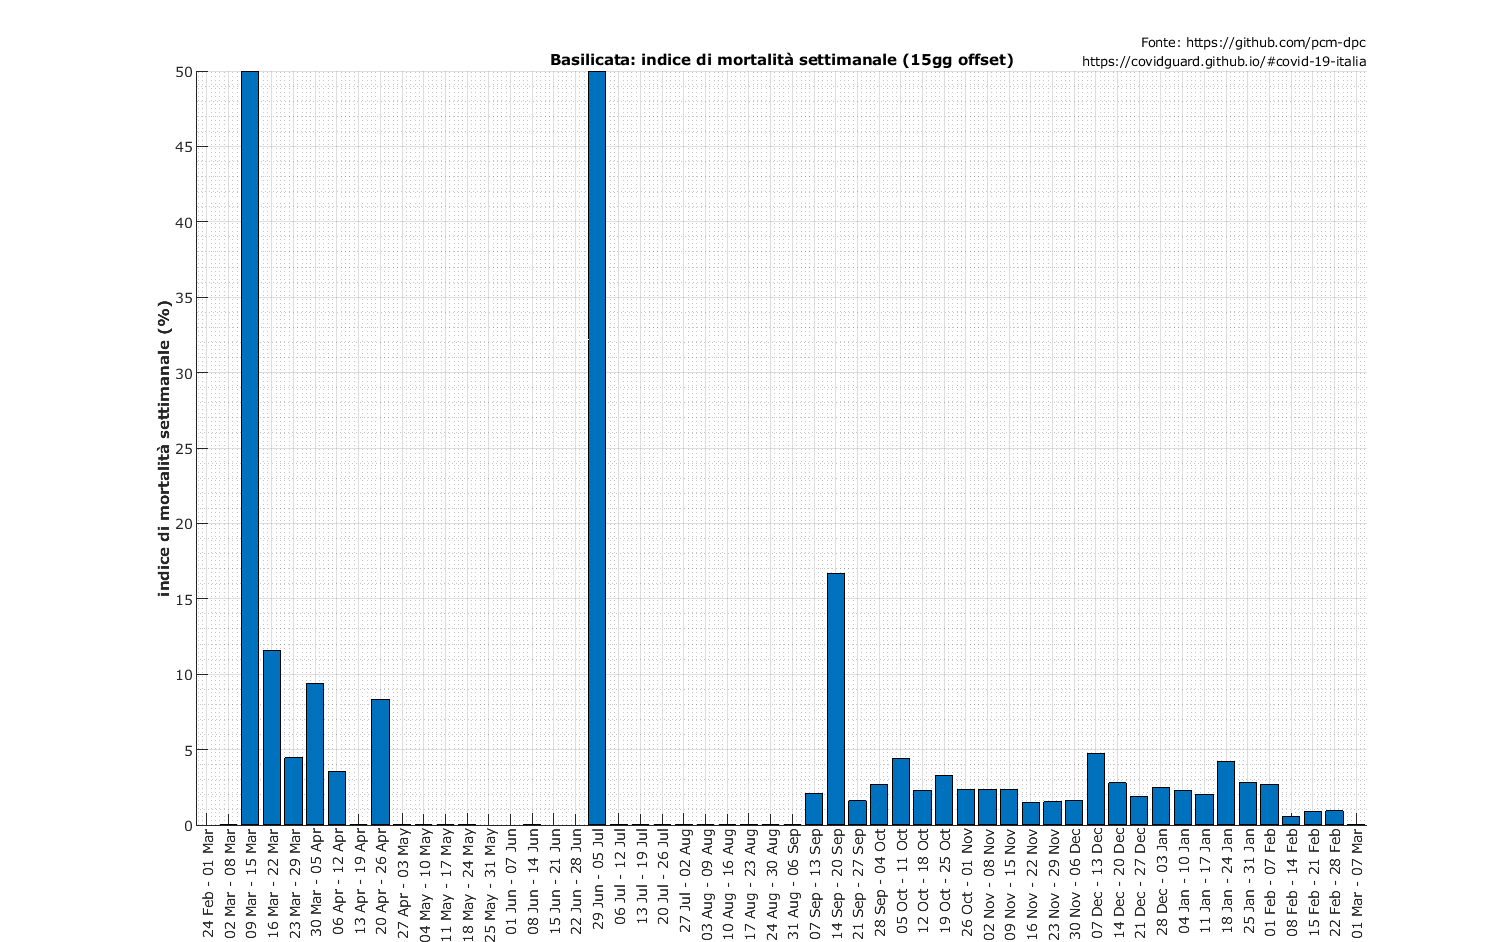 Fonte: https://github.com/pcm-dpc
Basilicata: indice di mortalità settimanale (15gg offset)
https://covidguard.github.io/#covid-19-italia
indice di mortalità settimanale (%)
50
45
40
35
30
25
20
15
10
5
0
24 Feb - 01 Mar
02 Mar - 08 Mar
09 Mar - 15 Mar
16 Mar - 22 Mar
23 Mar - 29 Mar
30 Mar - 05 Apr
06 Apr - 12 Apr
13 Apr - 19 Apr
20 Apr - 26 Apr
27 Apr - 03 May
04 May - 10 May
11 May - 17 May
18 May - 24 May
25 May - 31 May
01 Jun - 07 Jun
08 Jun - 14 Jun
15 Jun - 21 Jun
22 Jun - 28 Jun
29 Jun - 05 Jul
06 Jul - 12 Jul
13 Jul - 19 Jul
20 Jul - 26 Jul
27 Jul - 02 Aug
03 Aug - 09 Aug
10 Aug - 16 Aug
17 Aug - 23 Aug
24 Aug - 30 Aug
31 Aug - 06 Sep
07 Sep - 13 Sep
14 Sep - 20 Sep
21 Sep - 27 Sep
28 Sep - 04 Oct
05 Oct - 11 Oct
12 Oct - 18 Oct
19 Oct - 25 Oct
26 Oct - 01 Nov
02 Nov - 08 Nov
09 Nov - 15 Nov
16 Nov - 22 Nov
23 Nov - 29 Nov
30 Nov - 06 Dec
07 Dec - 13 Dec
14 Dec - 20 Dec
21 Dec - 27 Dec
28 Dec - 03 Jan
04 Jan - 10 Jan
11 Jan - 17 Jan
18 Jan - 24 Jan
25 Jan - 31 Jan
01 Feb - 07 Feb
08 Feb - 14 Feb
15 Feb - 21 Feb
22 Feb - 28 Feb
01 Mar - 07 Mar